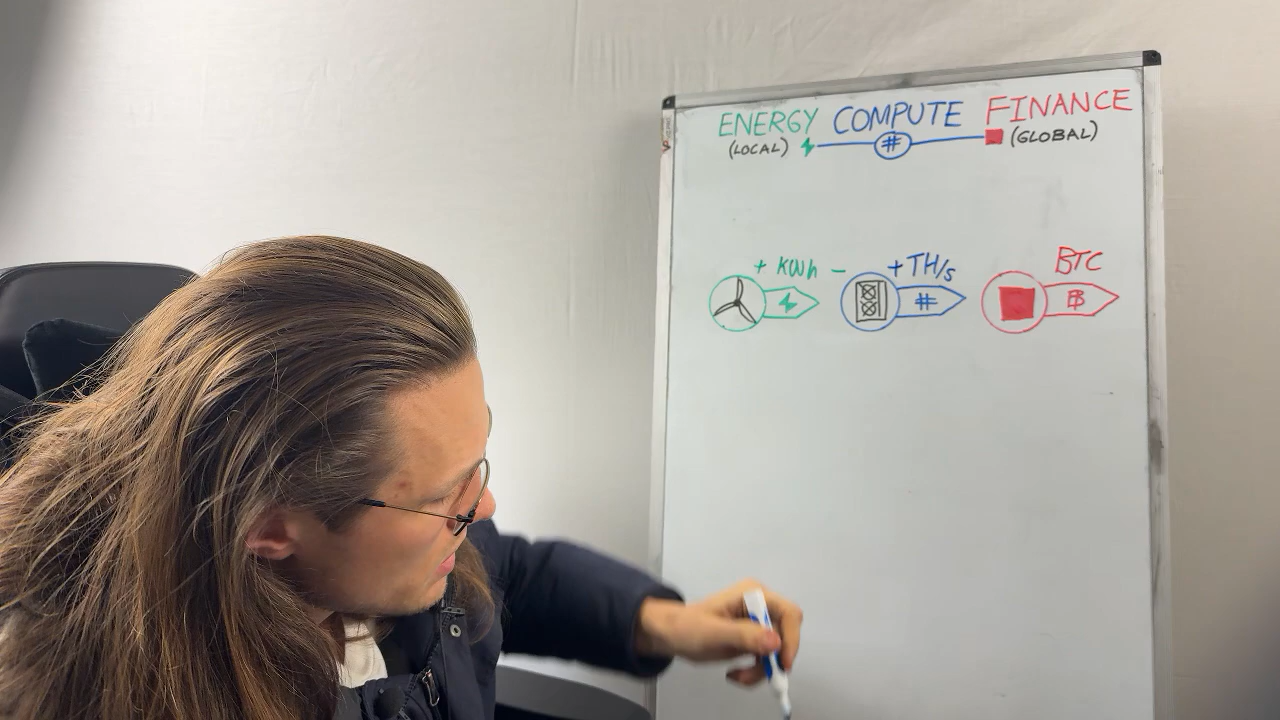 ENERGY COMPUTE FINANCE
(LOCAL) # (GLOBAL)
+ KWh - +TH/s BTC
# ₿